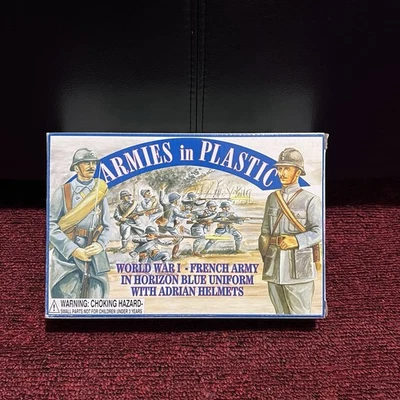 ARMIES in PLASTIC
WORLD WAR I - FRENCH ARMY
IN HORIZON BLUE UNIFORM
WITH ADRIAN HELMETS
WARNING: CHOKING HAZARD-
SMALL PARTS NOT FOR CHILDREN UNDER 3 YEARS